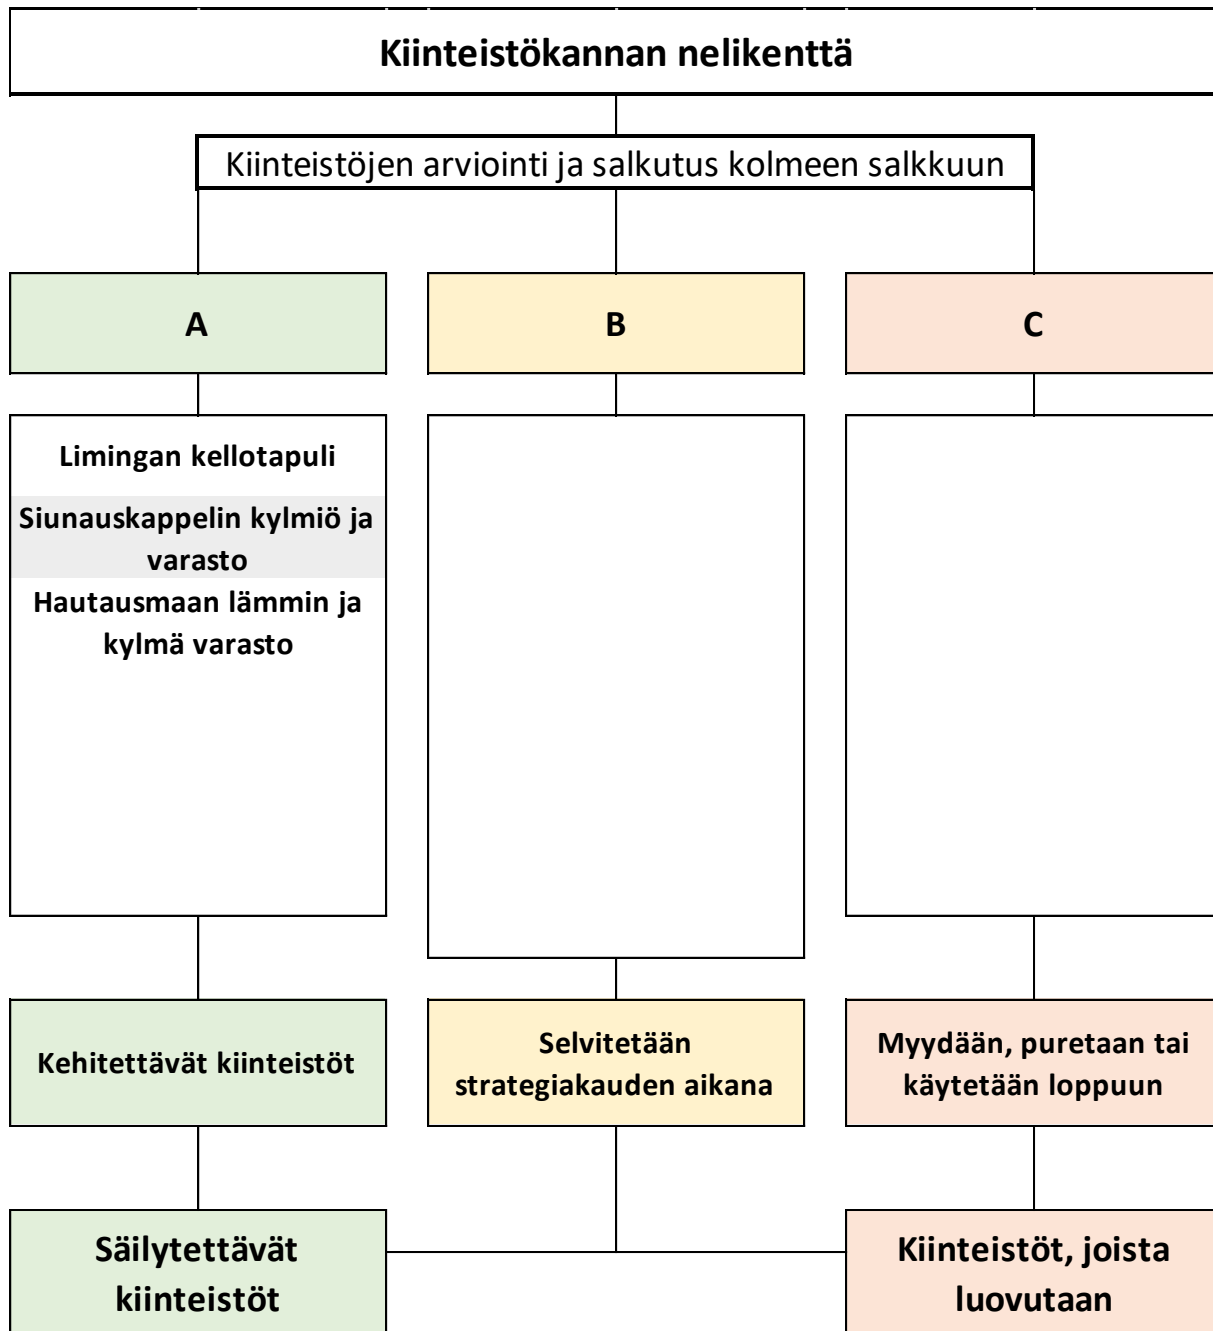 Kiinteistökannan nelikenttä
Kiinteistöjen arviointi ja salkutus kolmeen salkkuun
A
B
C
Limingan kellotapuli
Siunauskappelin kylmiö ja
varasto
Hautausmaan lämmin ja
kylmä varasto
Kehitettävät kiinteistöt
Selvitetään
strategiakauden aikana
Myydään, puretaan tai
käytetään loppuun
Säilytettävät
kiinteistöt
Kiinteistöt, joista
luovutaan